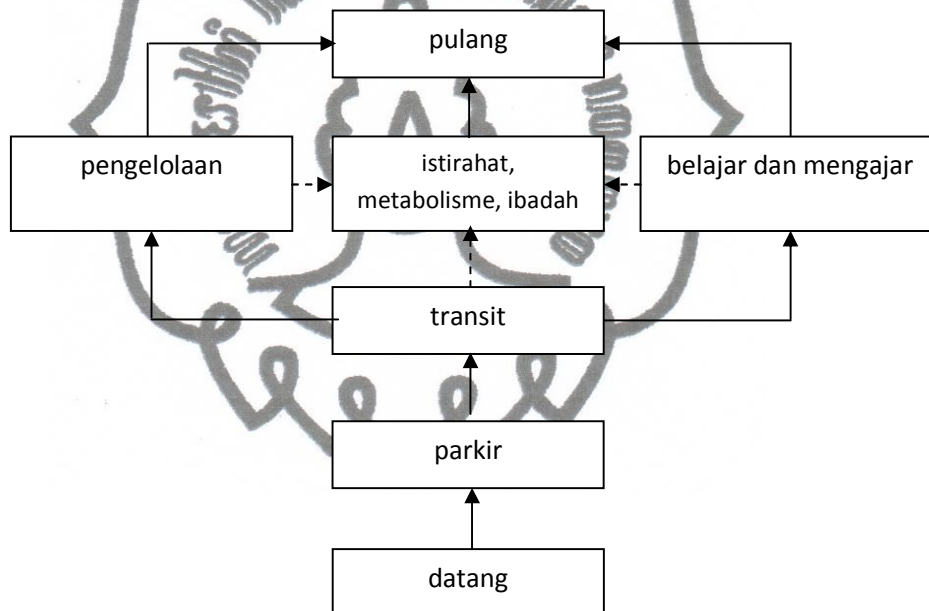 pulang
pengelolaan
istirahat,
metabolisme, ibadah
belajar dan mengajar
transit
parkir
datang